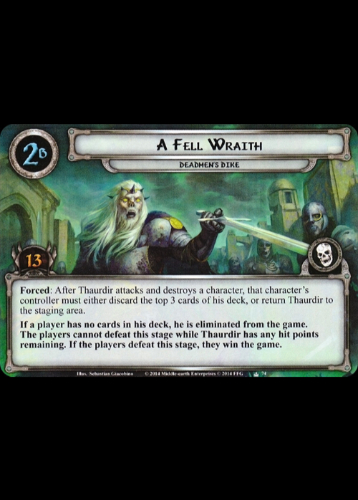 2B
A Fell Wraith
Deadmen's Dike
13
Forced: After Thaurdir attacks and destroys a character, that character's
controller must either discard the top 3 cards of his deck, or return Thaurdir to
the staging area.
If a player has no cards in his deck, he is eliminated from the game.
The players cannot defeat this stage while Thaurdir has any hit points
remaining. If the players defeat this stage, they win the game.
Illus. Sebastian Giacobino © 2014 Middle-earth Enterprises © 2014 FFG 74